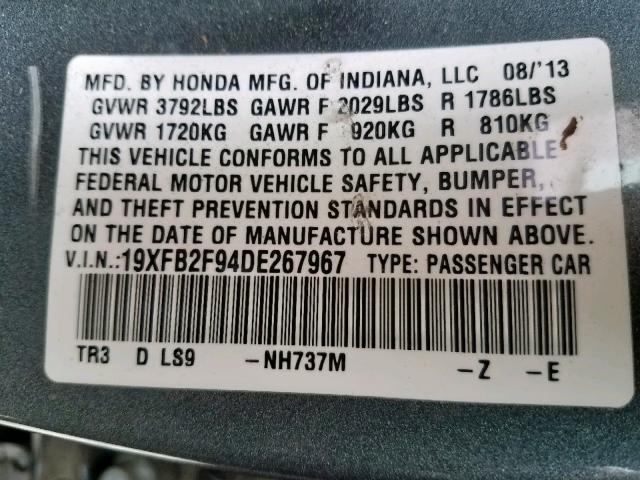 MFD. BY HONDA MFG. OF INDIANA, LLC 08/'13
GVWR 3792LBS GAWR F 2029LBS R 1786LBS
GVWR 1720KG GAWR F 920KG R 810KG
THIS VEHICLE CONFORMS TO ALL APPLICABLE
FEDERAL MOTOR VEHICLE SAFETY, BUMPER,
AND THEFT PREVENTION STANDARDS IN EFFECT
ON THE DATE OF MANUFACTURE SHOWN ABOVE.
V.I.N.:19XFB2F94DE267967 TYPE: PASSENGER CAR
TR3 D LS9 -NH737M -Z -E